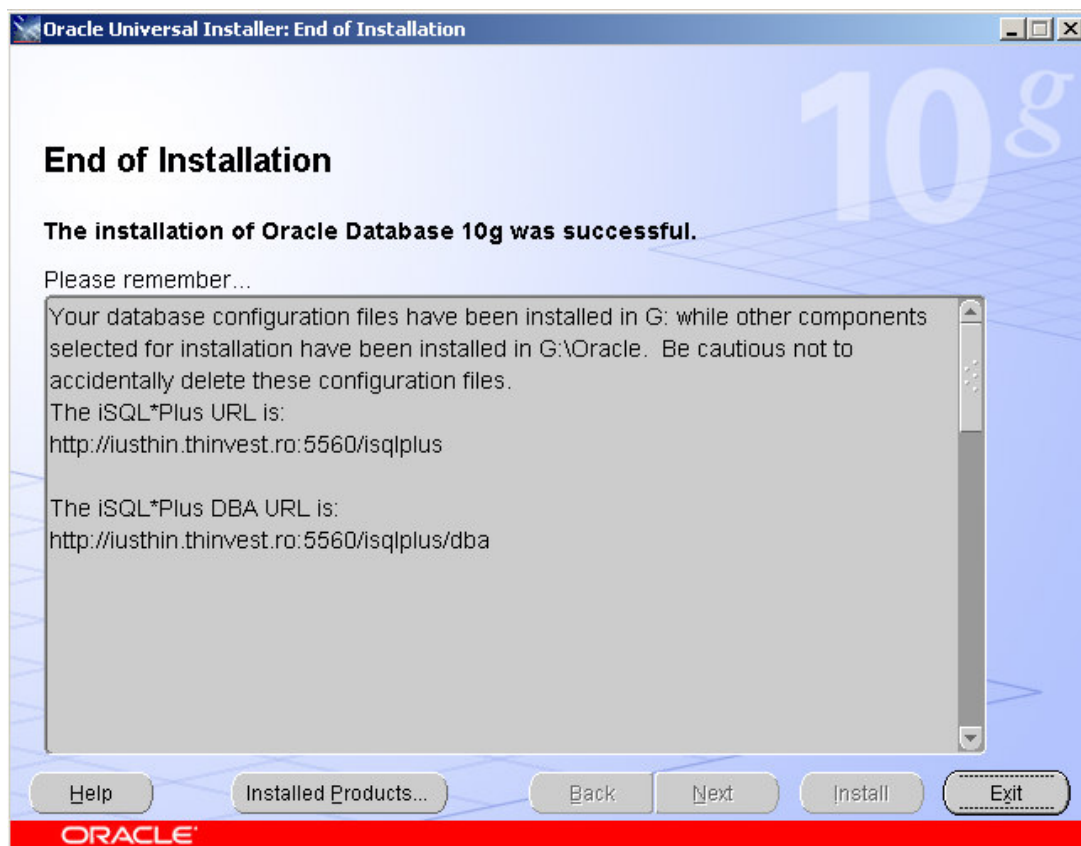 Oracle Universal Installer: End of Installation
10g
End of Installation
The installation of Oracle Database 10g was successful.
Please remember...
Your database configuration files have been installed in G: while other components
selected for installation have been installed in G:\Oracle.  Be cautious not to
accidentally delete these configuration files.
The iSQL*Plus URL is:
http://iusthin.thinvest.ro:5560/isqlplus
The iSQL*Plus DBA URL is:
http://iusthin.thinvest.ro:5560/isqlplus/dba
Help
Installed Products...
Back
Next
Install
Exit
ORACLE